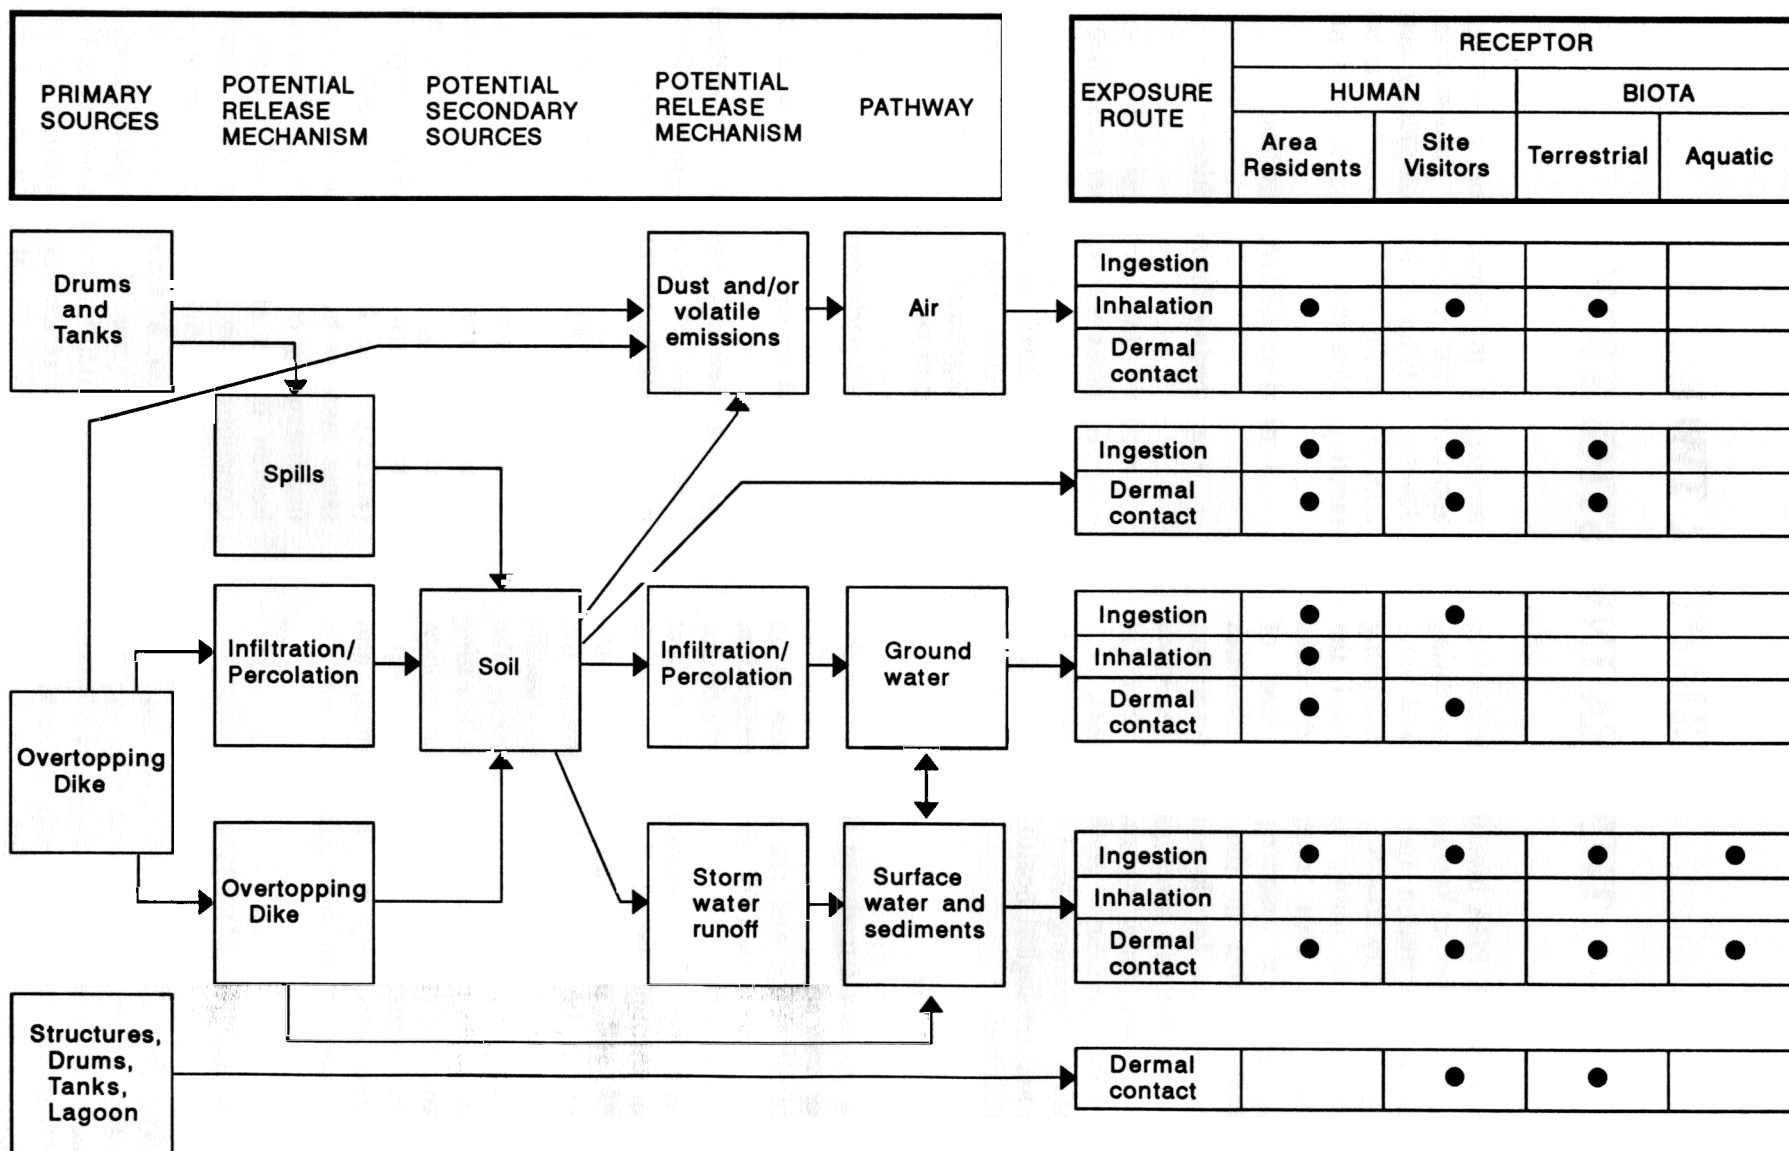 PRIMARY
SOURCES
POTENTIAL
RELEASE
MECHANISM
POTENTIAL
SECONDARY
SOURCES
POTENTIAL
RELEASE
MECHANISM
PATHWAY
EXPOSURE
ROUTE
RECEPTOR
HUMAN
BIOTA
Area
Residents
Site
Visitors
Terrestrial
Aquatic
Drums
and
Tanks
Dust and/or
volatile
emissions
Air
Ingestion
Inhalation
Dermal
contact
Spills
Ingestion
Dermal
contact
Infiltration/
Percolation
Soil
Infiltration/
Percolation
Ground
water
Ingestion
Inhalation
Dermal
contact
Overtopping
Dike
Overtopping
Dike
Storm
water
runoff
Surface
water and
sediments
Ingestion
Inhalation
Dermal
contact
Structures,
Drums,
Tanks,
Lagoon
Dermal
contact